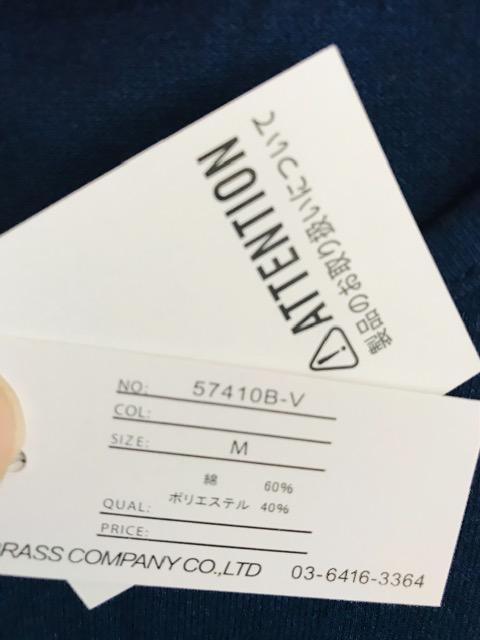 ATTENTION
製品のお取り扱いについて
NO: 57410B-V
COL:
SIZE: M
綿 60%
QUAL: ポリエステル 40%
PRICE:
RASS COMPANY CO.,LTD 03-6416-3364